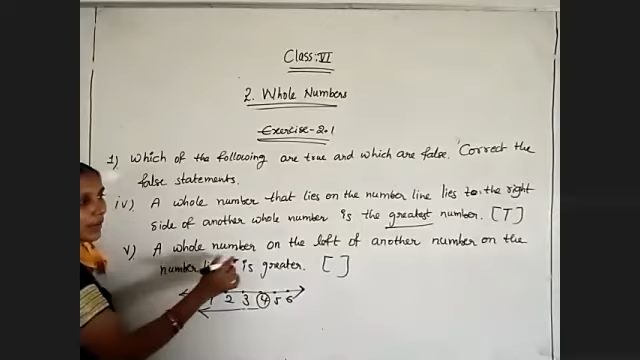 Class:VI
2. Whole Numbers
Exercise-2.1
1) Which of the following are true and which are false. Correct the
false statements.
iv) A whole number that lies on the number line lies to the right
side of another whole number is the greatest number. [T]
v) A whole number on the left of another number on the
number is greater. [ ]
1 2 3 4 5 6